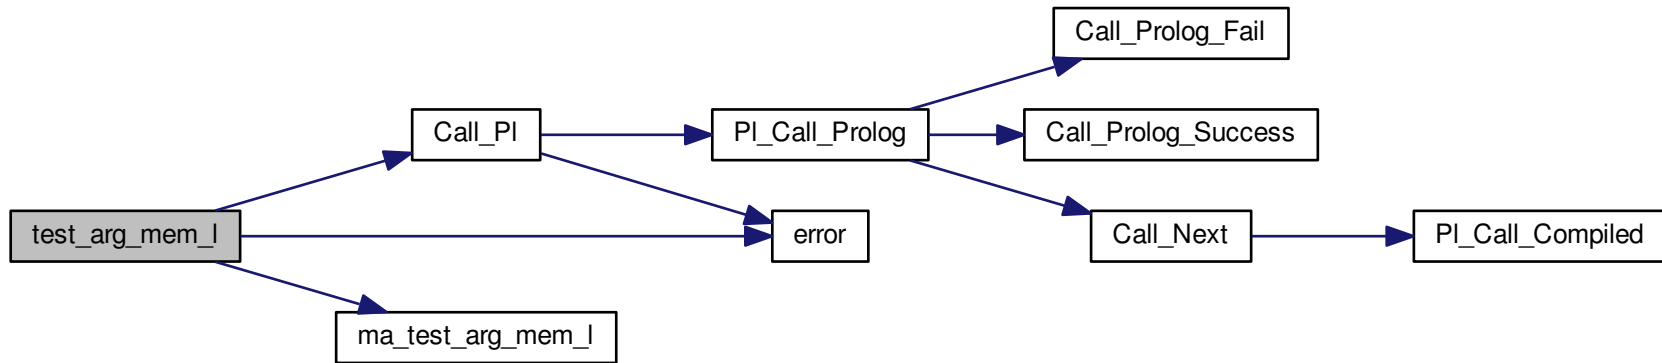 Call_Prolog_Fail
Call_Pl
Pl_Call_Prolog
Call_Prolog_Success
test_arg_mem_l
error
Call_Next
Pl_Call_Compiled
ma_test_arg_mem_l